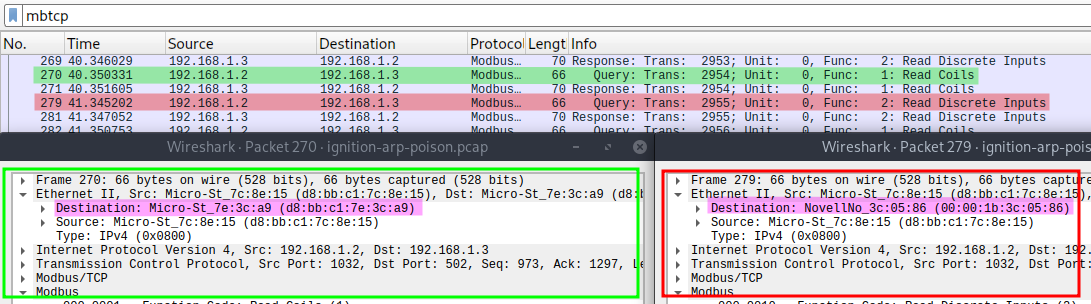 mbtcp
No. Time Source Destination Protocol Lengt Info
269 40.346029 192.168.1.3 192.168.1.2 Modbus… 70 Response: Trans: 2953; Unit: 0, Func: 2: Read Discrete Inputs
270 40.350331 192.168.1.2 192.168.1.3 Modbus… 66 Query: Trans: 2954; Unit: 0, Func: 1: Read Coils
271 40.351605 192.168.1.3 192.168.1.2 Modbus… 70 Response: Trans: 2954; Unit: 0, Func: 1: Read Coils
279 41.345202 192.168.1.2 192.168.1.3 Modbus… 66 Query: Trans: 2955; Unit: 0, Func: 2: Read Discrete Inputs
281 41.347052 192.168.1.3 192.168.1.2 Modbus… 70 Response: Trans: 2955; Unit: 0, Func: 2: Read Discrete Inputs
282 41.350753 192.168.1.2 192.168.1.3 Modbus… 66 Query: Trans: 2956; Unit: 0, Func: 1: Read Coils
Wireshark · Packet 270 · ignition-arp-poison.pcap
Frame 270: 66 bytes on wire (528 bits), 66 bytes captured (528 bits)
Ethernet II, Src: Micro-St_7c:8e:15 (d8:bb:c1:7c:8e:15), Dst: Micro-St_7e:3c:a9 (d8:
Destination: Micro-St_7e:3c:a9 (d8:bb:c1:7e:3c:a9)
Source: Micro-St_7c:8e:15 (d8:bb:c1:7c:8e:15)
Type: IPv4 (0x0800)
Internet Protocol Version 4, Src: 192.168.1.2, Dst: 192.168.1.3
Transmission Control Protocol, Src Port: 1032, Dst Port: 502, Seq: 973, Ack: 1297, Le
Modbus/TCP
Modbus
Wireshark · Packet 279 · ignition-arp-pois
Frame 279: 66 bytes on wire (528 bits), 66 bytes captured
Ethernet II, Src: Micro-St_7c:8e:15 (d8:bb:c1:7c:8e:15),
Destination: NovellNo_3c:05:86 (00:00:1b:3c:05:86)
Source: Micro-St_7c:8e:15 (d8:bb:c1:7c:8e:15)
Type: IPv4 (0x0800)
Internet Protocol Version 4, Src: 192.168.1.2, Dst: 192.
Transmission Control Protocol, Src Port: 1032, Dst Port:
Modbus/TCP
Modbus